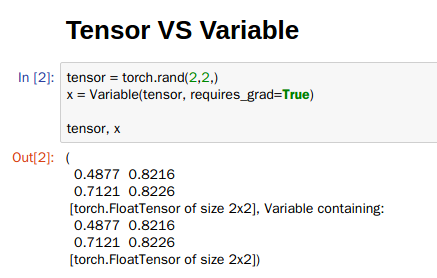 Tensor VS Variable
In [2]: tensor = torch.rand(2,2,)
x = Variable(tensor, requires_grad=True)
tensor, x
Out[2]: (
0.4877 0.8216
0.7121 0.8226
[torch.FloatTensor of size 2x2], Variable containing:
0.4877 0.8216
0.7121 0.8226
[torch.FloatTensor of size 2x2])